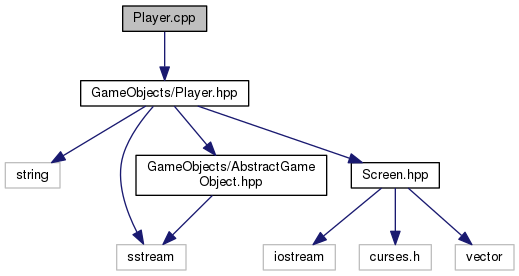 Player.cpp
GameObjects/Player.hpp
string
GameObjects/AbstractGame
Object.hpp
Screen.hpp
sstream
iostream
curses.h
vector